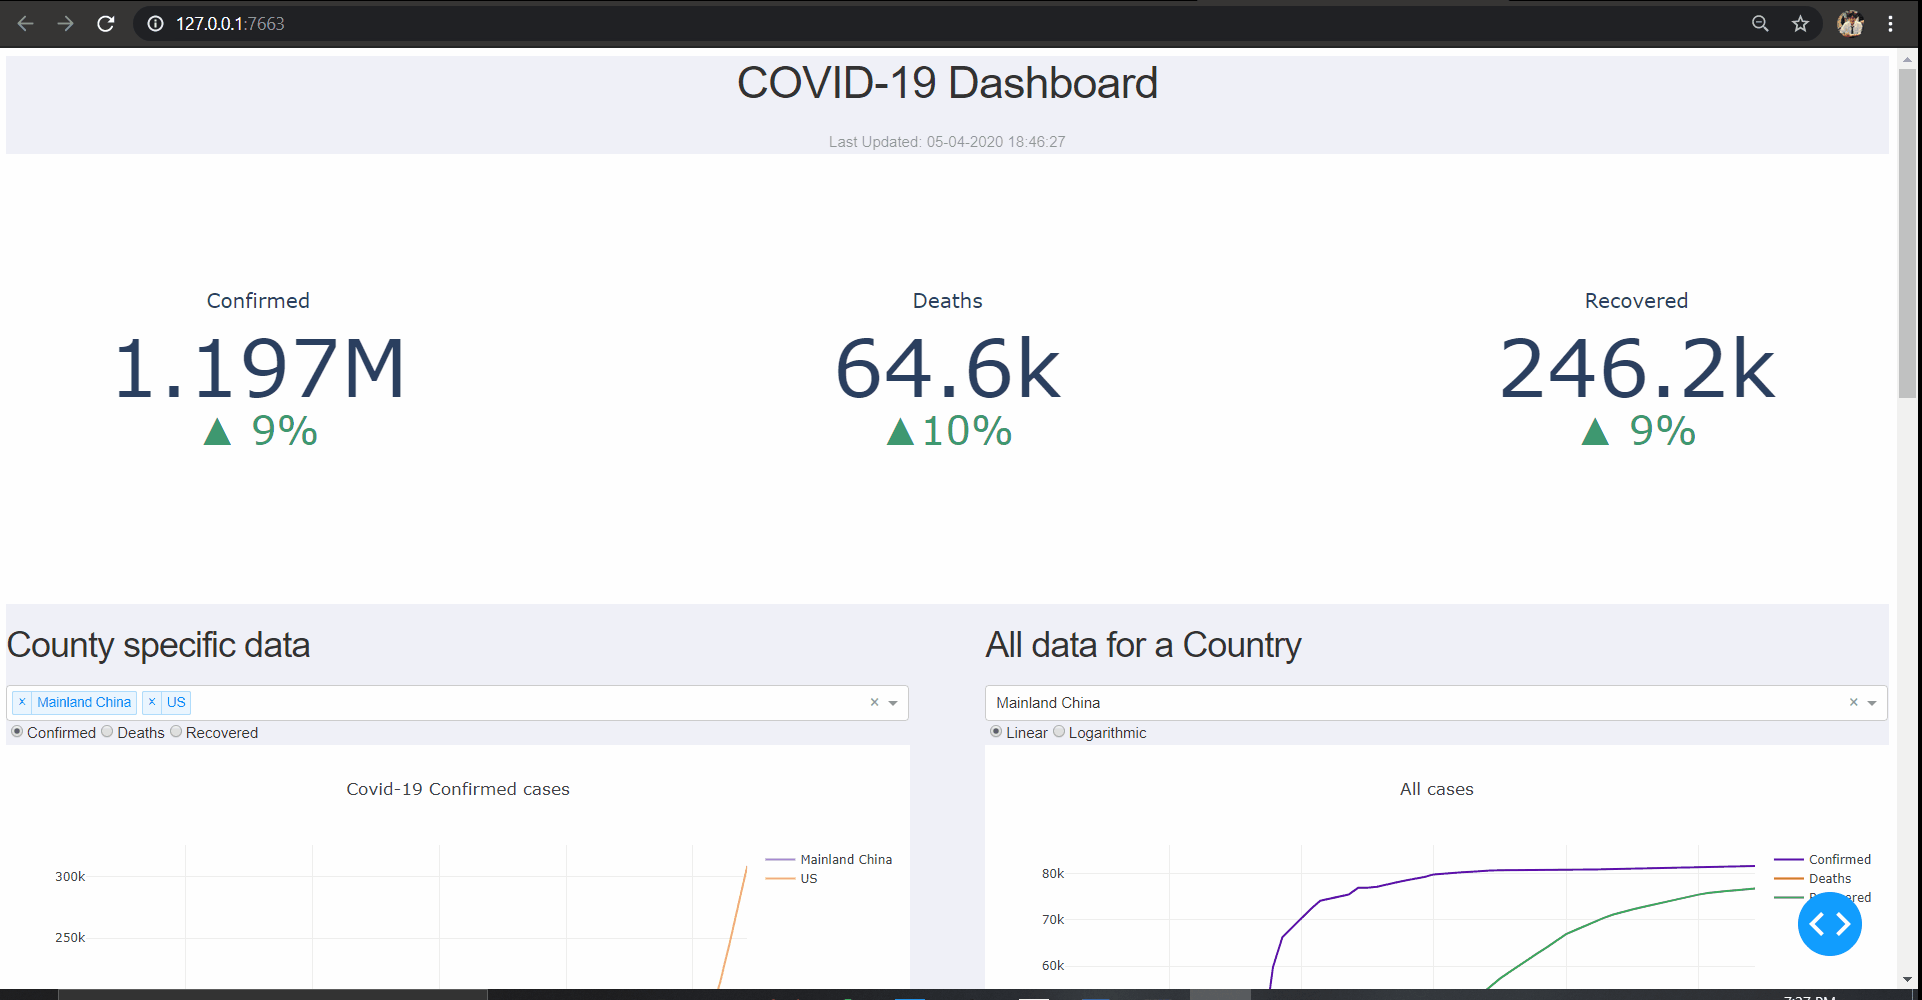 127.0.0.1:7663
COVID-19 Dashboard
Last Updated: 05-04-2020 18:46:27
Confirmed
1.197M
▲ 9%
Deaths
64.6k
▲10%
Recovered
246.2k
▲ 9%
County specific data
× Mainland China × US × 
Confirmed Deaths Recovered
Covid-19 Confirmed cases
300k
250k
Mainland China
US
All data for a Country
Mainland China ×
Linear Logarithmic
All cases
80k
70k
60k
Confirmed
Deaths